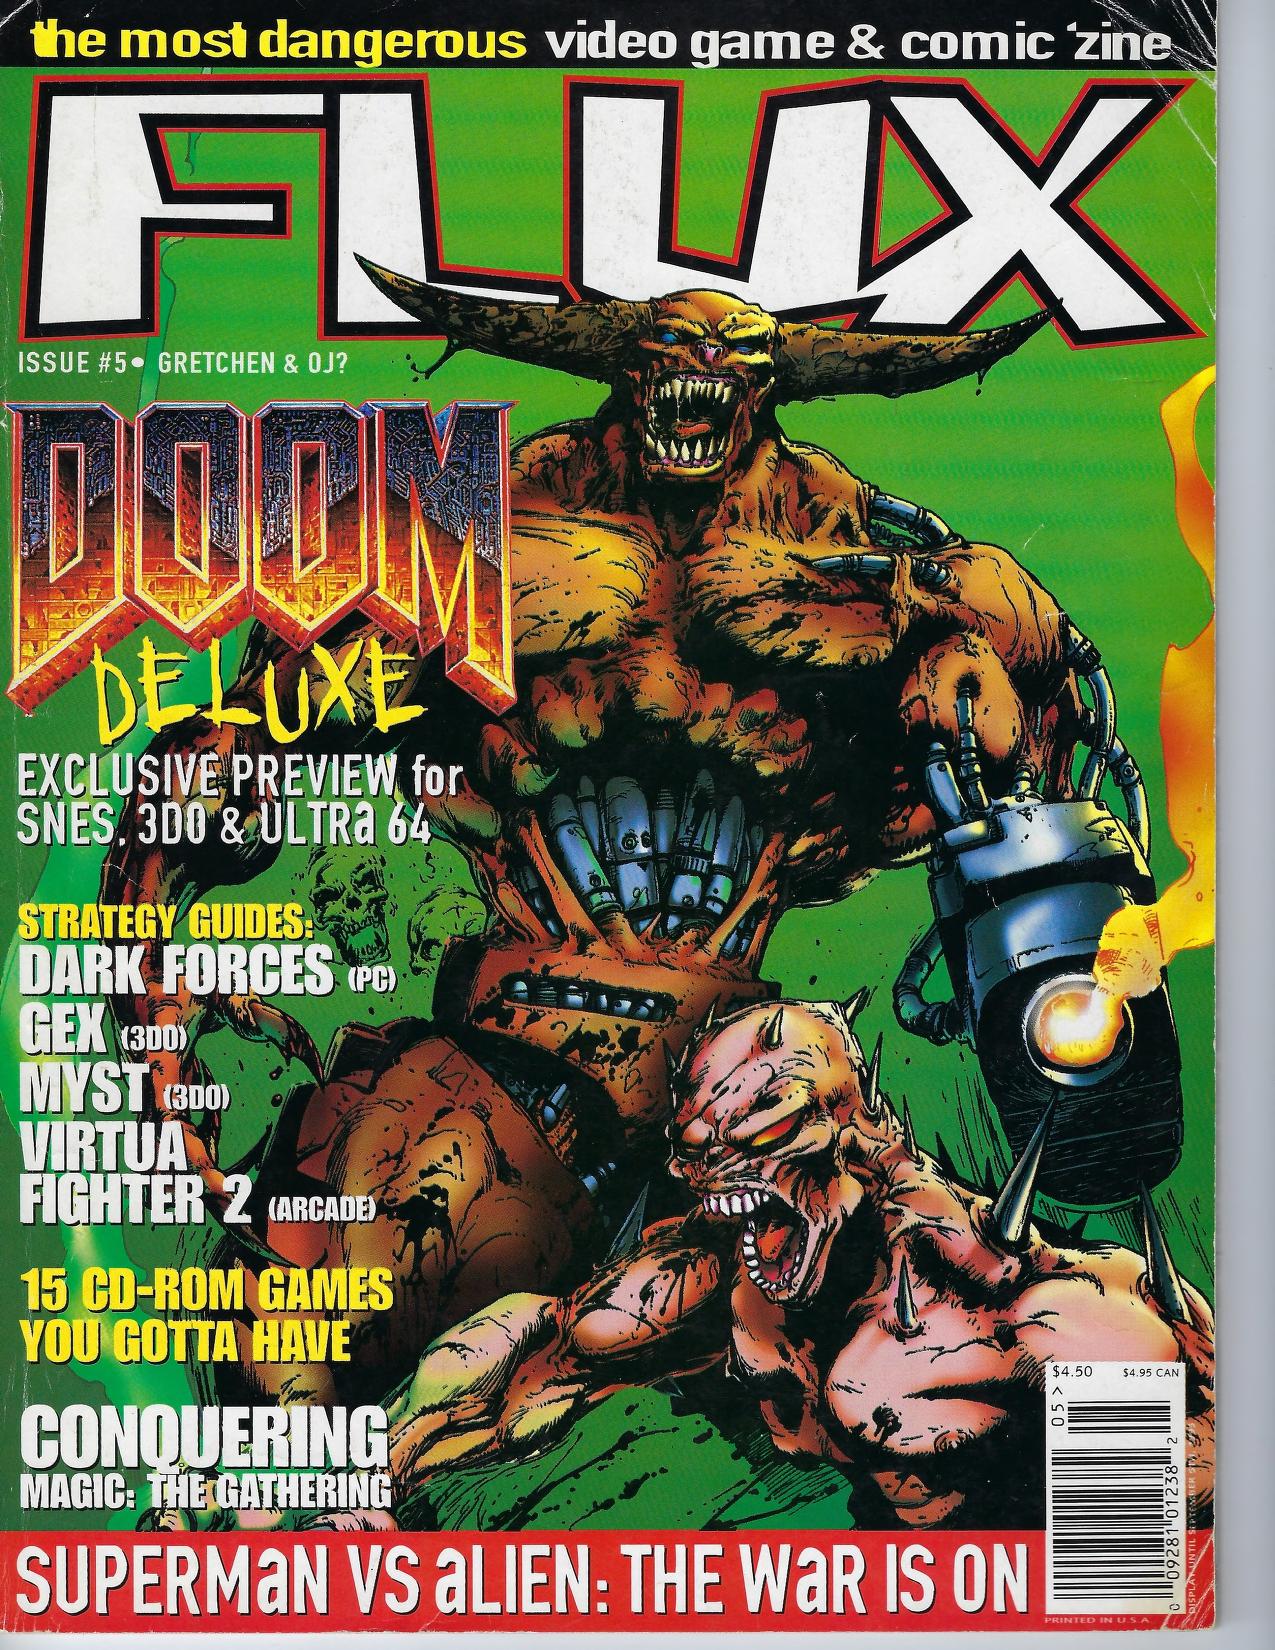 the most dangerous video game & comic 'zine
FLUX
ISSUE #5• GRETCHEN & OJ?
DOOM
DELUXE
EXCLUSIVE PREVIEW for
SNES, 3DO & ULTRa 64
STRATEGY GUIDES:
DARK FORCES (PC)
GEX (3DO)
MYST (3DO)
VIRTUA
FIGHTER 2 (ARCADE)
15 CD-ROM GAMES
YOU GOTTA HAVE
CONQUERING
MAGIC: THE GATHERING
SUPERMaN VS aLIEN: THE WaR IS ON
$4.50 $4.95 CAN
05>
0 09281 01238 2
DISPLAY UNTIL SEPTEMBER
PRINTED IN U.S.A.